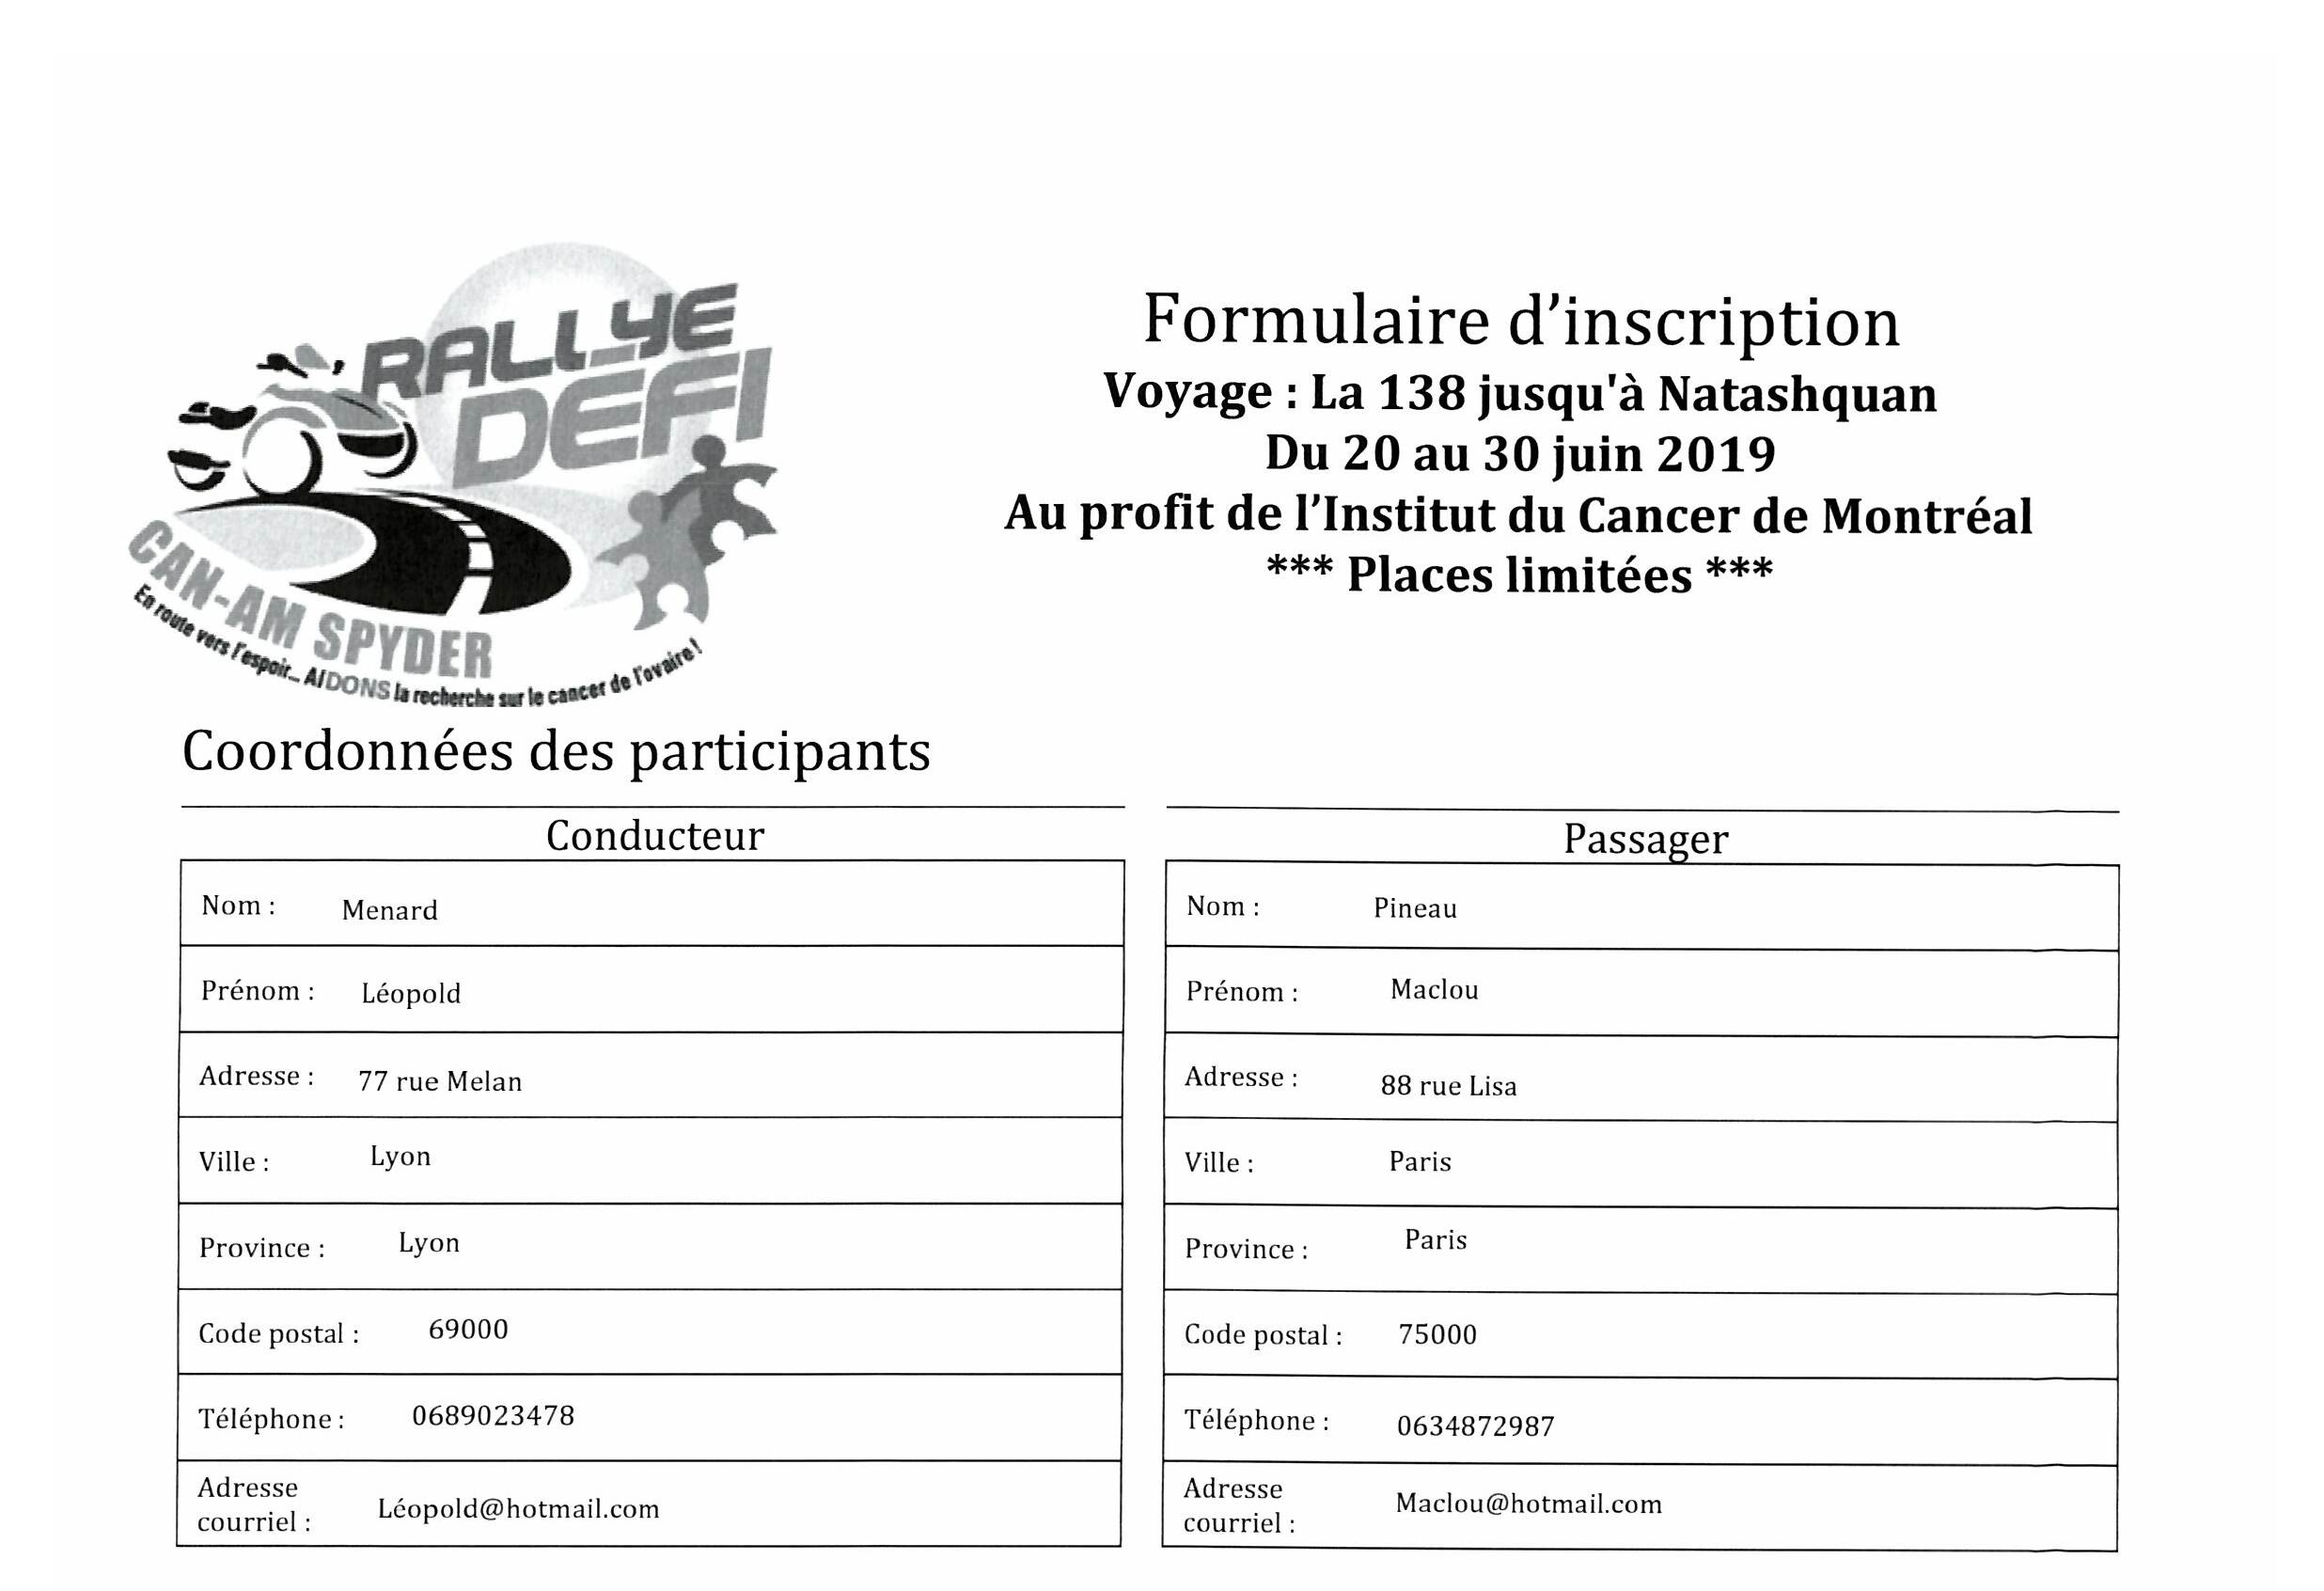 RALLYE
DÉFI
CAN-AM SPYDER
En route vers l'espoir... AIDONS la recherche sur le cancer de l'ovaire !
Formulaire d'inscription
Voyage : La 138 jusqu'à Natashquan
Du 20 au 30 juin 2019
Au profit de l'Institut du Cancer de Montréal
*** Places limitées ***
Coordonnées des participants
Conducteur
Nom : Menard
Prénom : Léopold
Adresse : 77 rue Melan
Ville : Lyon
Province : Lyon
Code postal : 69000
Téléphone : 0689023478
Adresse
courriel : Léopold@hotmail.com
Passager
Nom : Pineau
Prénom : Maclou
Adresse : 88 rue Lisa
Ville : Paris
Province : Paris
Code postal : 75000
Téléphone : 0634872987
Adresse
courriel : Maclou@hotmail.com